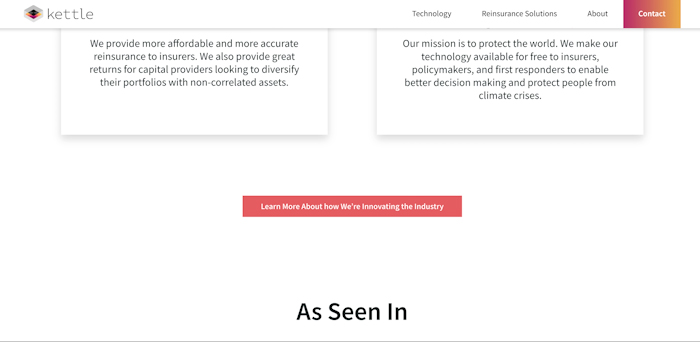 kettle
Technology
Reinsurance Solutions
About
Contact
We provide more affordable and more accurate
reinsurance to insurers. We also provide great
returns for capital providers looking to diversify
their portfolios with non-correlated assets.
Our mission is to protect the world. We make our
technology available for free to insurers,
policymakers, and first responders to enable
better decision making and protect people from
climate crises.
Learn More About how We're Innovating the Industry
As Seen In